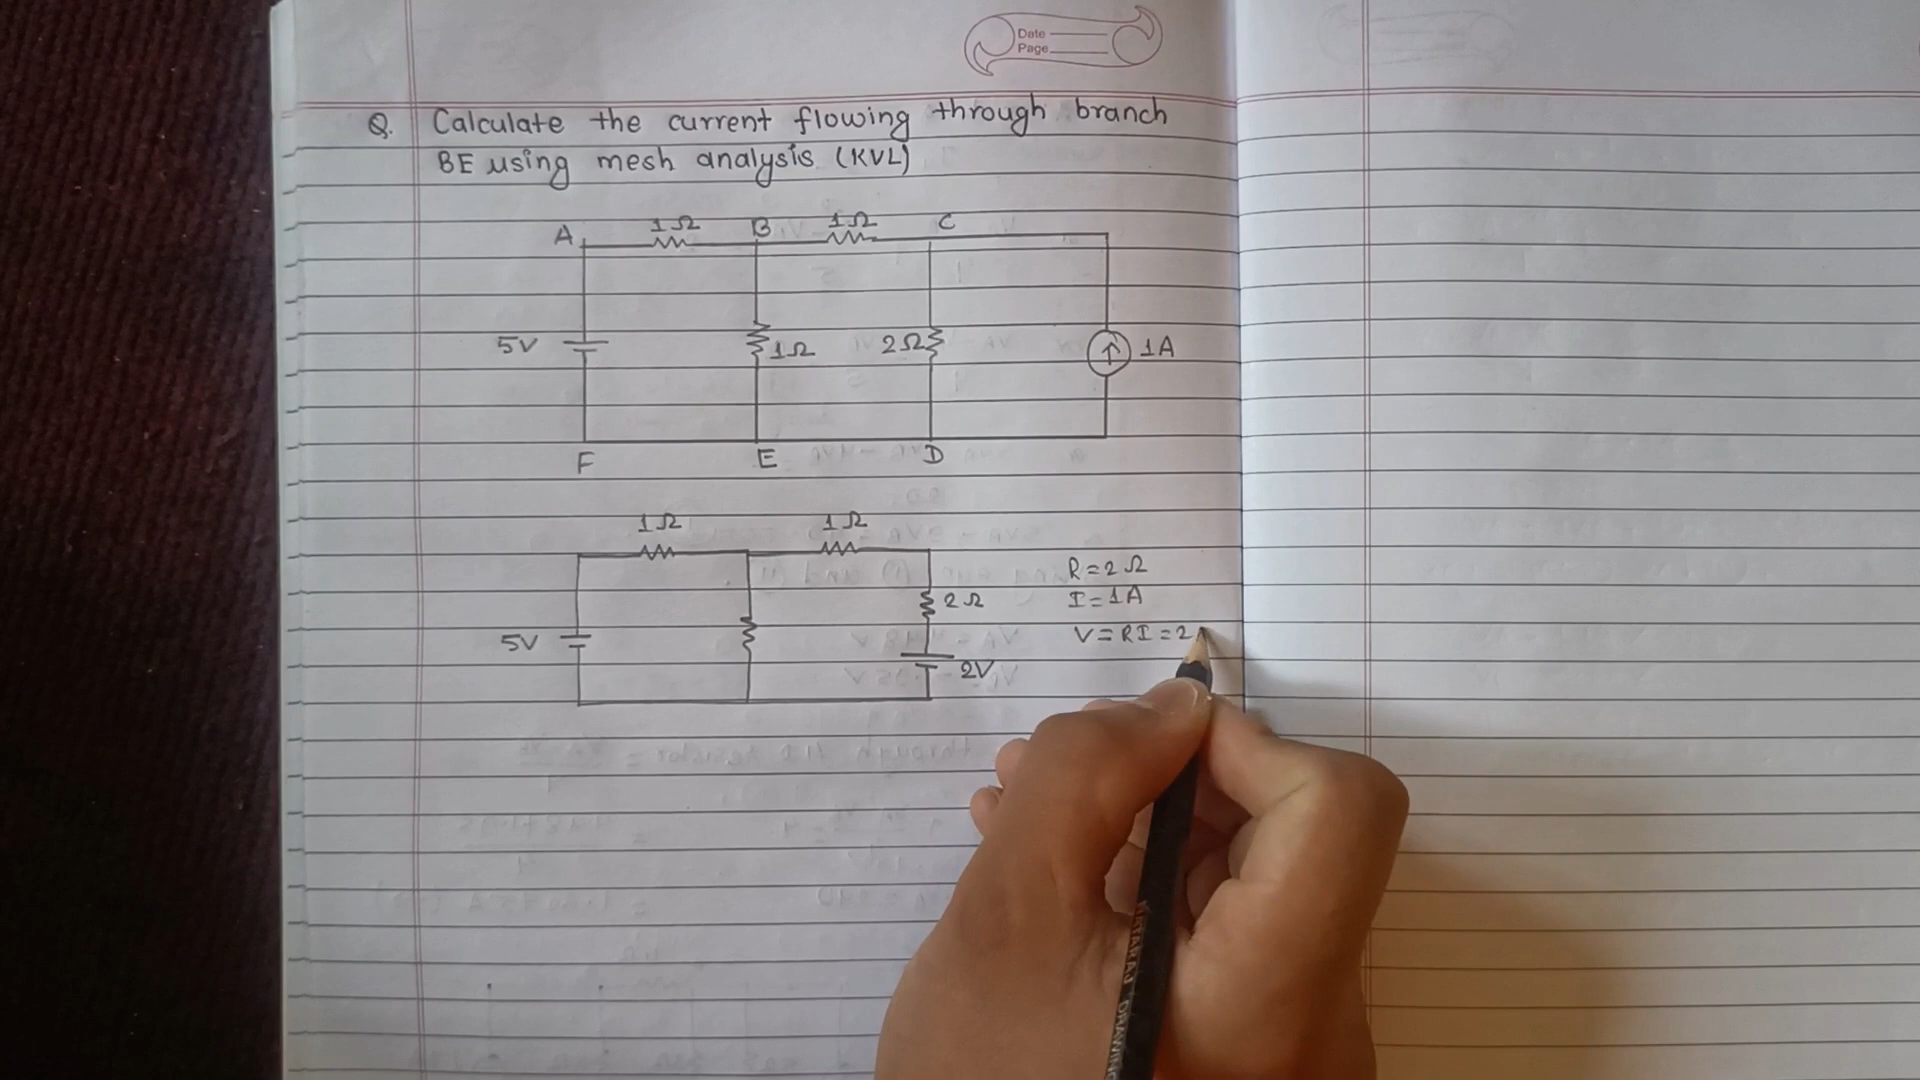 Date
Page
Q. Calculate the current flowing through branch
BE using mesh analysis (KVL)
A 1Ω B 1Ω C
5V 1Ω 2Ω 1A
F E D
1Ω 1Ω
R=2Ω
2Ω I=1A
5V V=RI=2
2V